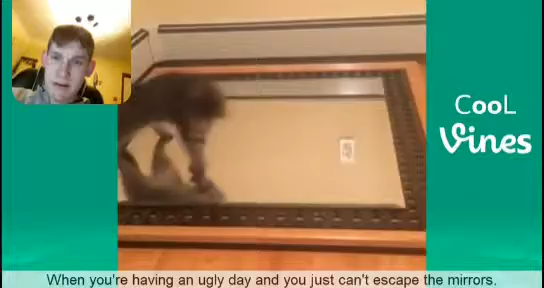 CooL
Vines
When you're having an ugly day and you just can't escape the mirrors.